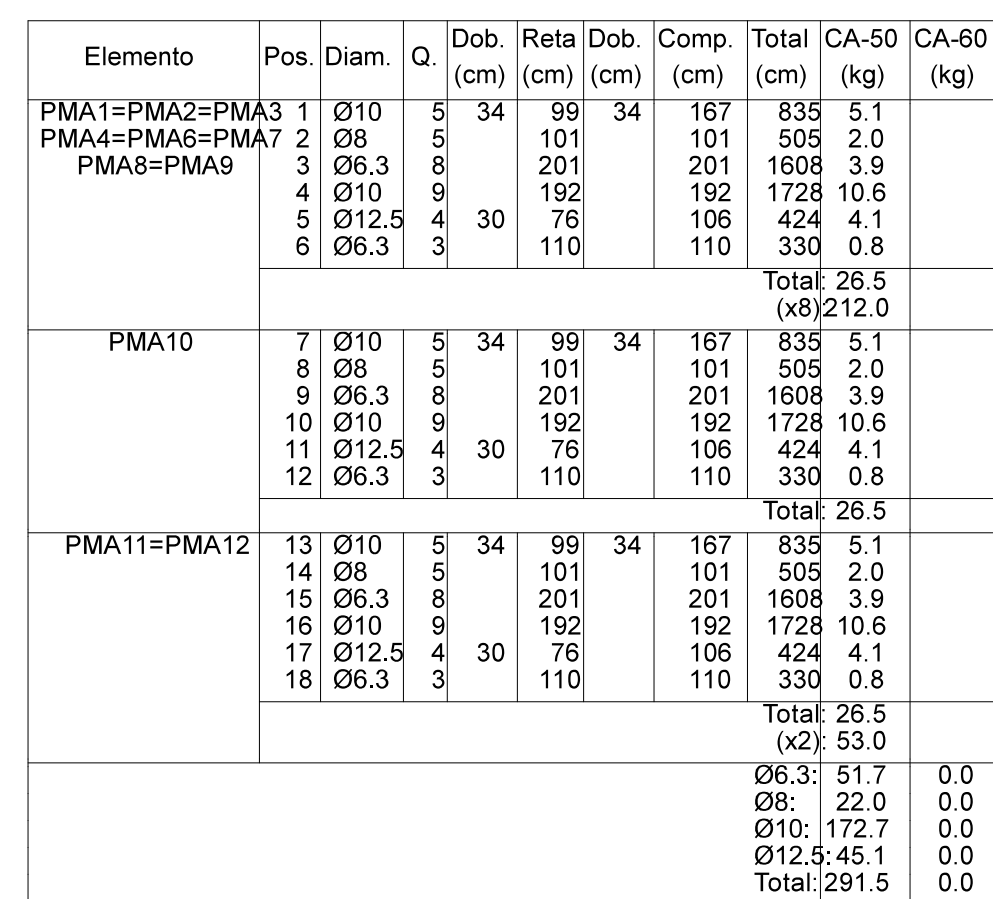 Elemento Pos. Diam. Q. Dob. (cm) Reta (cm) Dob. (cm) Comp. (cm) Total (cm) CA-50 (kg) CA-60 (kg)
PMA1=PMA2=PMA3 1 Ø10 5 34 99 34 167 835 5.1
PMA4=PMA6=PMA7 2 Ø8 5 101 101 505 2.0
PMA8=PMA9 3 Ø6.3 8 201 201 1608 3.9
4 Ø10 9 192 192 1728 10.6
5 Ø12.5 4 30 76 106 424 4.1
6 Ø6.3 3 110 110 330 0.8
Total: 26.5
(x8):212.0
PMA10 7 Ø10 5 34 99 34 167 835 5.1
8 Ø8 5 101 101 505 2.0
9 Ø6.3 8 201 201 1608 3.9
10 Ø10 9 192 192 1728 10.6
11 Ø12.5 4 30 76 106 424 4.1
12 Ø6.3 3 110 110 330 0.8
Total: 26.5
PMA11=PMA12 13 Ø10 5 34 99 34 167 835 5.1
14 Ø8 5 101 101 505 2.0
15 Ø6.3 8 201 201 1608 3.9
16 Ø10 9 192 192 1728 10.6
17 Ø12.5 4 30 76 106 424 4.1
18 Ø6.3 3 110 110 330 0.8
Total: 26.5
(x2): 53.0
Ø6.3: 51.7 0.0
Ø8: 22.0 0.0
Ø10: 172.7 0.0
Ø12.5: 45.1 0.0
Total: 291.5 0.0